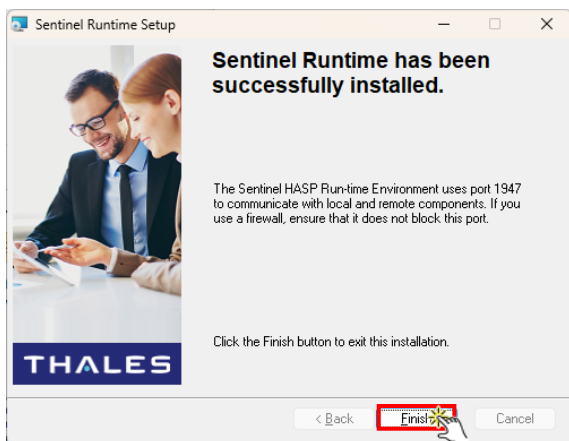 Sentinel Runtime Setup
Sentinel Runtime has been
successfully installed.
The Sentinel HASP Run-time Environment uses port 1947
to communicate with local and remote components. If you
use a firewall, ensure that it does not block this port.
Click the Finish button to exit this installation.
THALES
< Back Finish Cancel